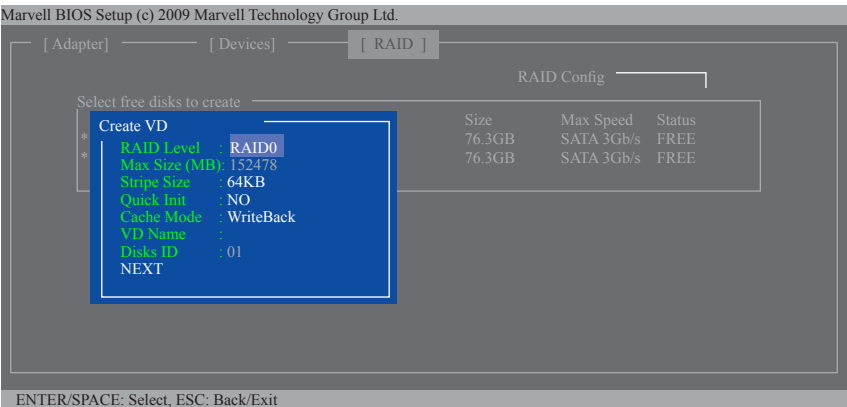 Marvell BIOS Setup (c) 2009 Marvell Technology Group Ltd.
[ Adapter] [ Devices] [ RAID ]
RAID Config
Select free disks to create
Size Max Speed Status
* 76.3GB SATA 3Gb/s FREE
* 76.3GB SATA 3Gb/s FREE
Create VD
RAID Level : RAID0
Max Size (MB): 152478
Stripe Size : 64KB
Quick Init : NO
Cache Mode : WriteBack
VD Name :
Disks ID : 01
NEXT
ENTER/SPACE: Select, ESC: Back/Exit